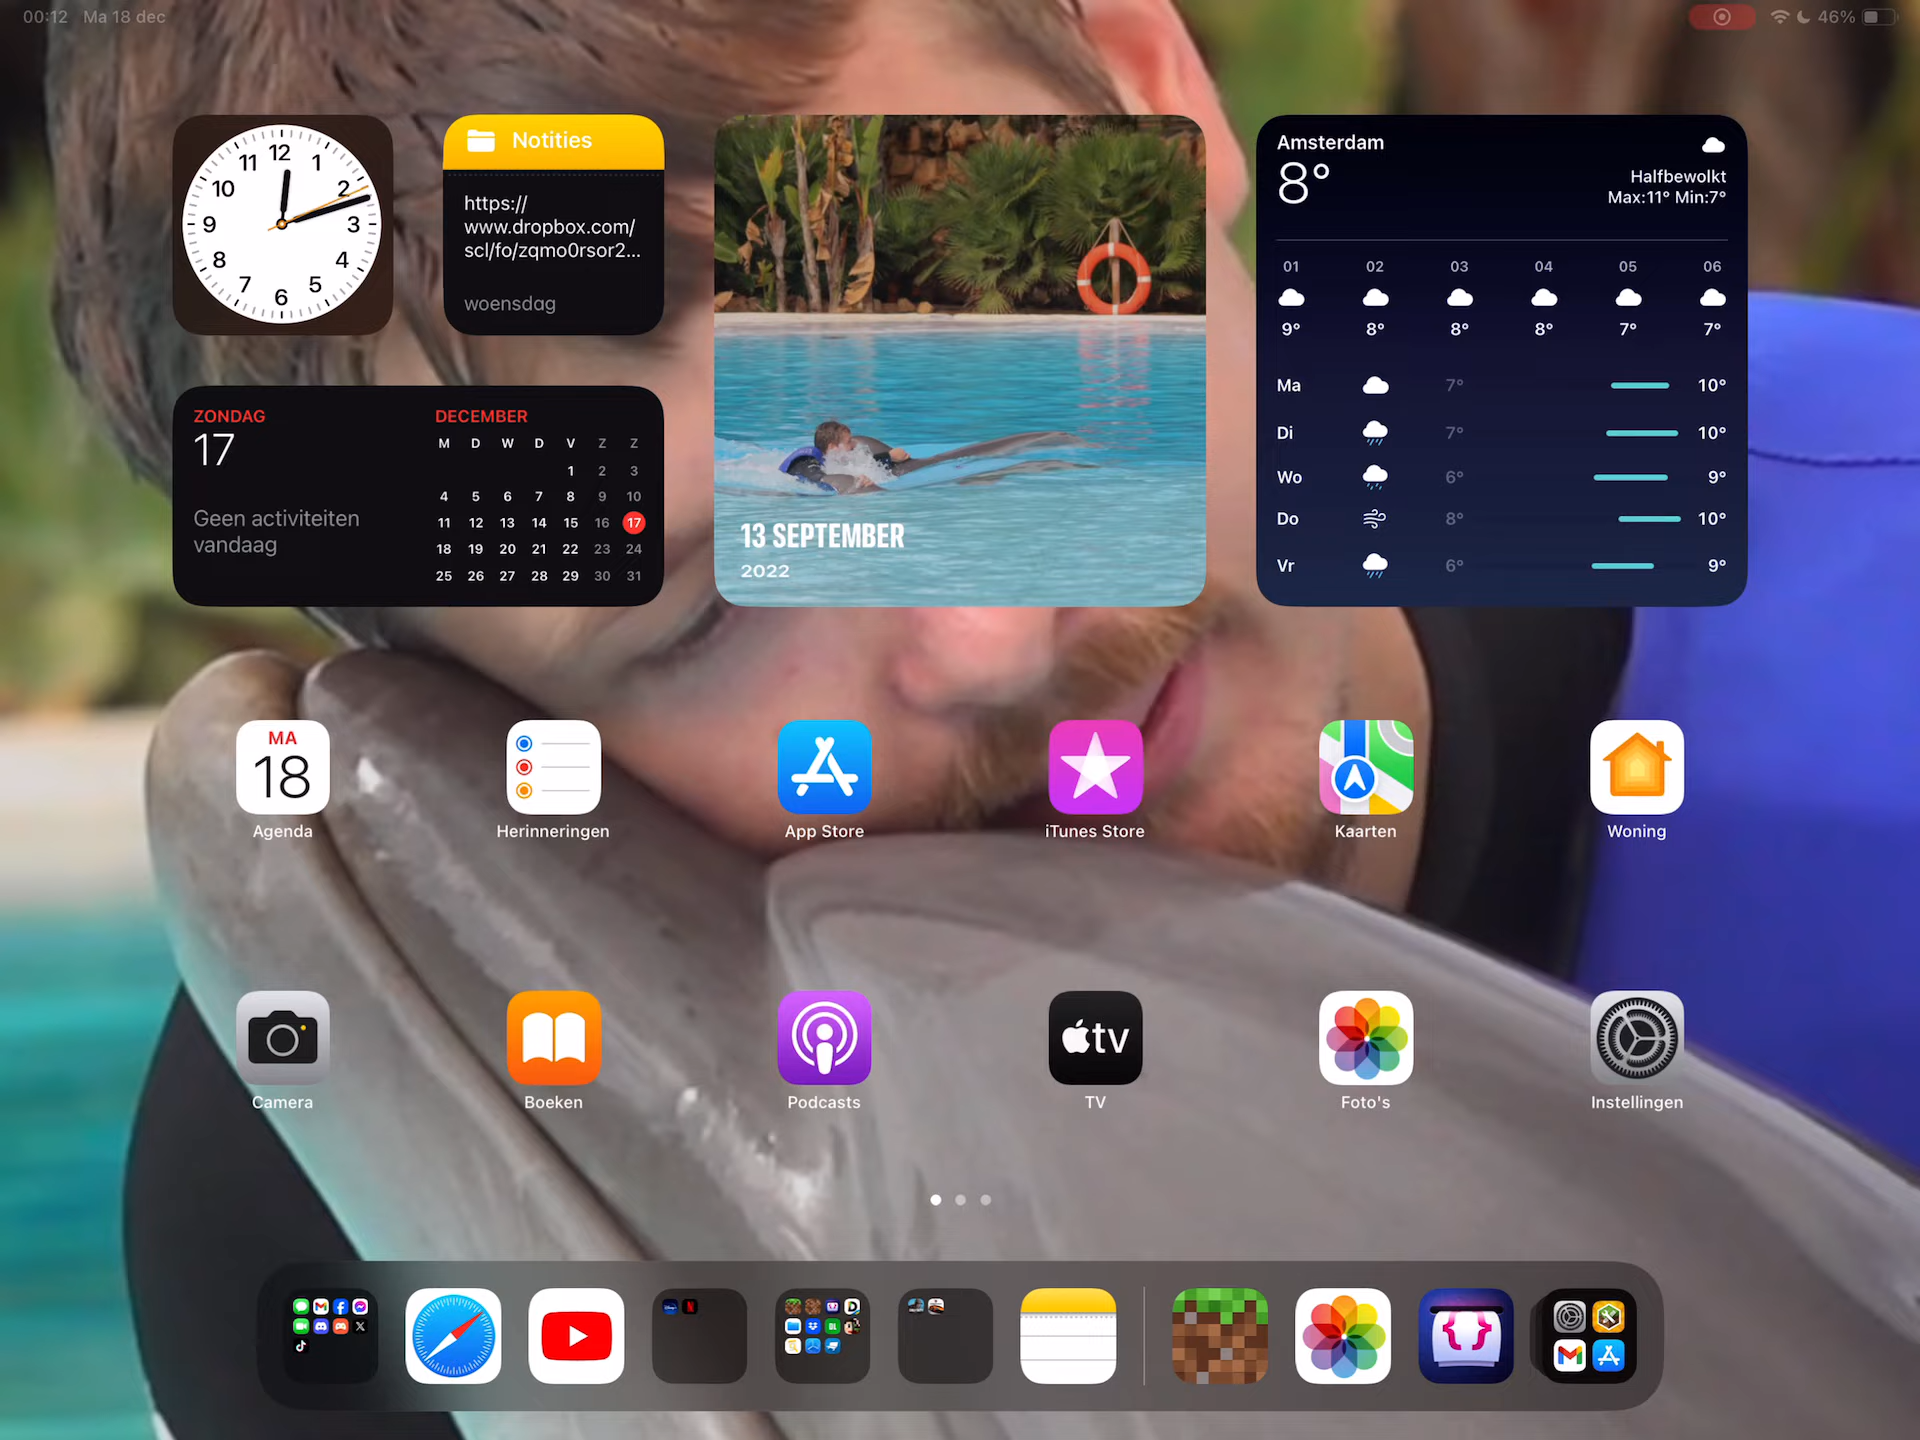 00:12 Ma 18 dec
46%
12
1
2
3
4
5
6
7
8
9
10
11
Notities
https://
www.dropbox.com/
scl/fo/zqmo0rsor2...
woensdag
ZONDAG
17
Geen activiteiten
vandaag
DECEMBER
M D W D V Z Z
1 2 3
4 5 6 7 8 9 10
11 12 13 14 15 16 17
18 19 20 21 22 23 24
25 26 27 28 29 30 31
13 SEPTEMBER
2022
Amsterdam
8°
Halfbewolkt
Max:11° Min:7°
01 02 03 04 05 06
9° 8° 8° 8° 7° 7°
Ma 7° 10°
Di 7° 10°
Wo 6° 9°
Do 8° 10°
Vr 6° 9°
MA
18
Agenda
Herinneringen
App Store
iTunes Store
Kaarten
Woning
Camera
Boeken
Podcasts
tv
TV
Foto's
Instellingen